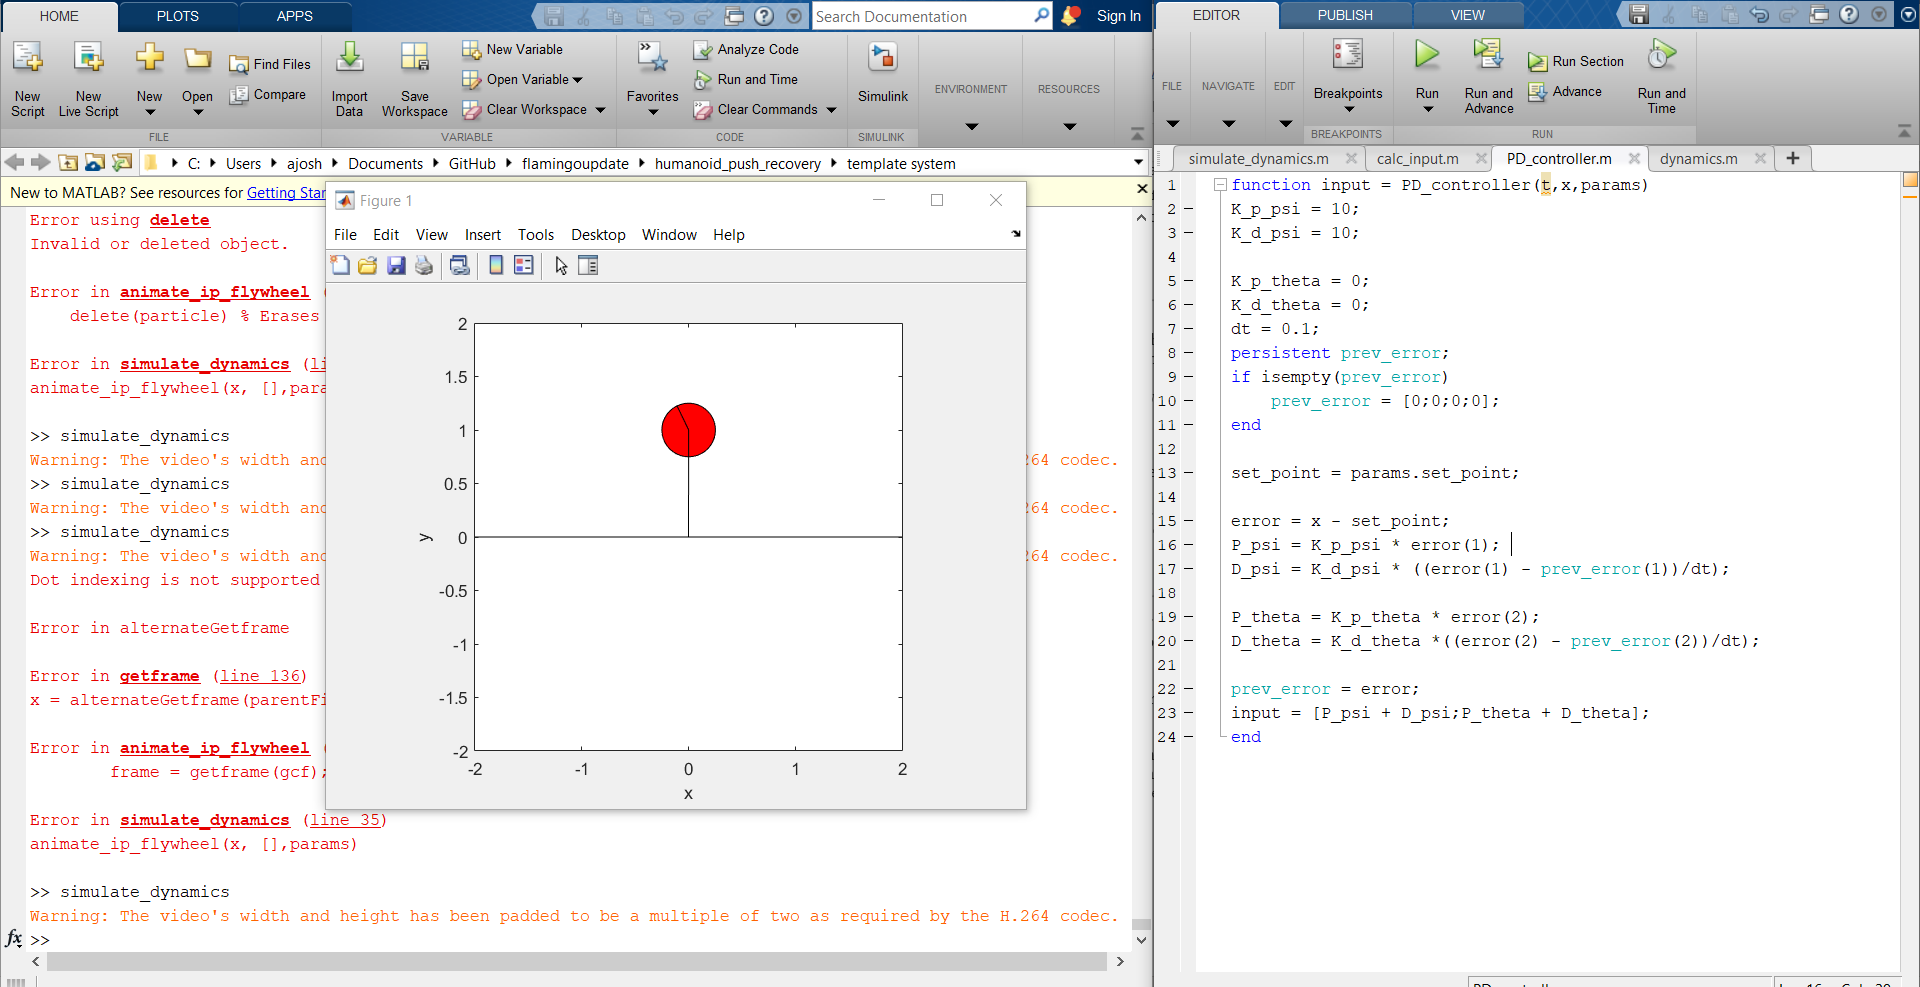 HOME PLOTS APPS Search Documentation Sign In
New Script
New Live Script
New
Open
Find Files
Compare
FILE
Import Data
Save Workspace
New Variable
Open Variable
Clear Workspace
VARIABLE
Favorites
Analyze Code
Run and Time
Clear Commands
CODE
Simulink
SIMULINK
ENVIRONMENT
RESOURCES
C: Users ajosh Documents GitHub flamingoupdate humanoid_push_recovery template system
New to MATLAB? See resources for Getting Star
Error using delete
Invalid or deleted object.
Error in animate_ip_flywheel (
delete(particle) % Erases
Error in simulate_dynamics (li
animate_ip_flywheel(x, [],para
>> simulate_dynamics
Warning: The video's width and 264 codec.
>> simulate_dynamics
Warning: The video's width and 264 codec.
>> simulate_dynamics
Warning: The video's width and 264 codec.
Dot indexing is not supported
Error in alternateGetframe
Error in getframe (line 136)
x = alternateGetframe(parentFi
Error in animate_ip_flywheel (
frame = getframe(gcf);
Error in simulate_dynamics (line 35)
animate_ip_flywheel(x, [],params)
>> simulate_dynamics
Warning: The video's width and height has been padded to be a multiple of two as required by the H.264 codec.
fx >>
Figure 1
File Edit View Insert Tools Desktop Window Help
2
1.5
1
0.5
0
-0.5
-1
-1.5
-2
y
-2 -1 0 1 2
x
EDITOR PUBLISH VIEW
FILE
NAVIGATE
EDIT
Breakpoints
BREAKPOINTS
Run
Run and Advance
Run Section
Advance
Run and Time
RUN
simulate_dynamics.m calc_input.m PD_controller.m dynamics.m
1 function input = PD_controller(t,x,params)
2 K_p_psi = 10;
3 K_d_psi = 10;
4
5 K_p_theta = 0;
6 K_d_theta = 0;
7 dt = 0.1;
8 persistent prev_error;
9 if isempty(prev_error)
10 prev_error = [0;0;0;0];
11 end
12
13 set_point = params.set_point;
14
15 error = x - set_point;
16 P_psi = K_p_psi * error(1);
17 D_psi = K_d_psi * ((error(1) - prev_error(1))/dt);
18
19 P_theta = K_p_theta * error(2);
20 D_theta = K_d_theta *((error(2) - prev_error(2))/dt);
21
22 prev_error = error;
23 input = [P_psi + D_psi;P_theta + D_theta];
24 end